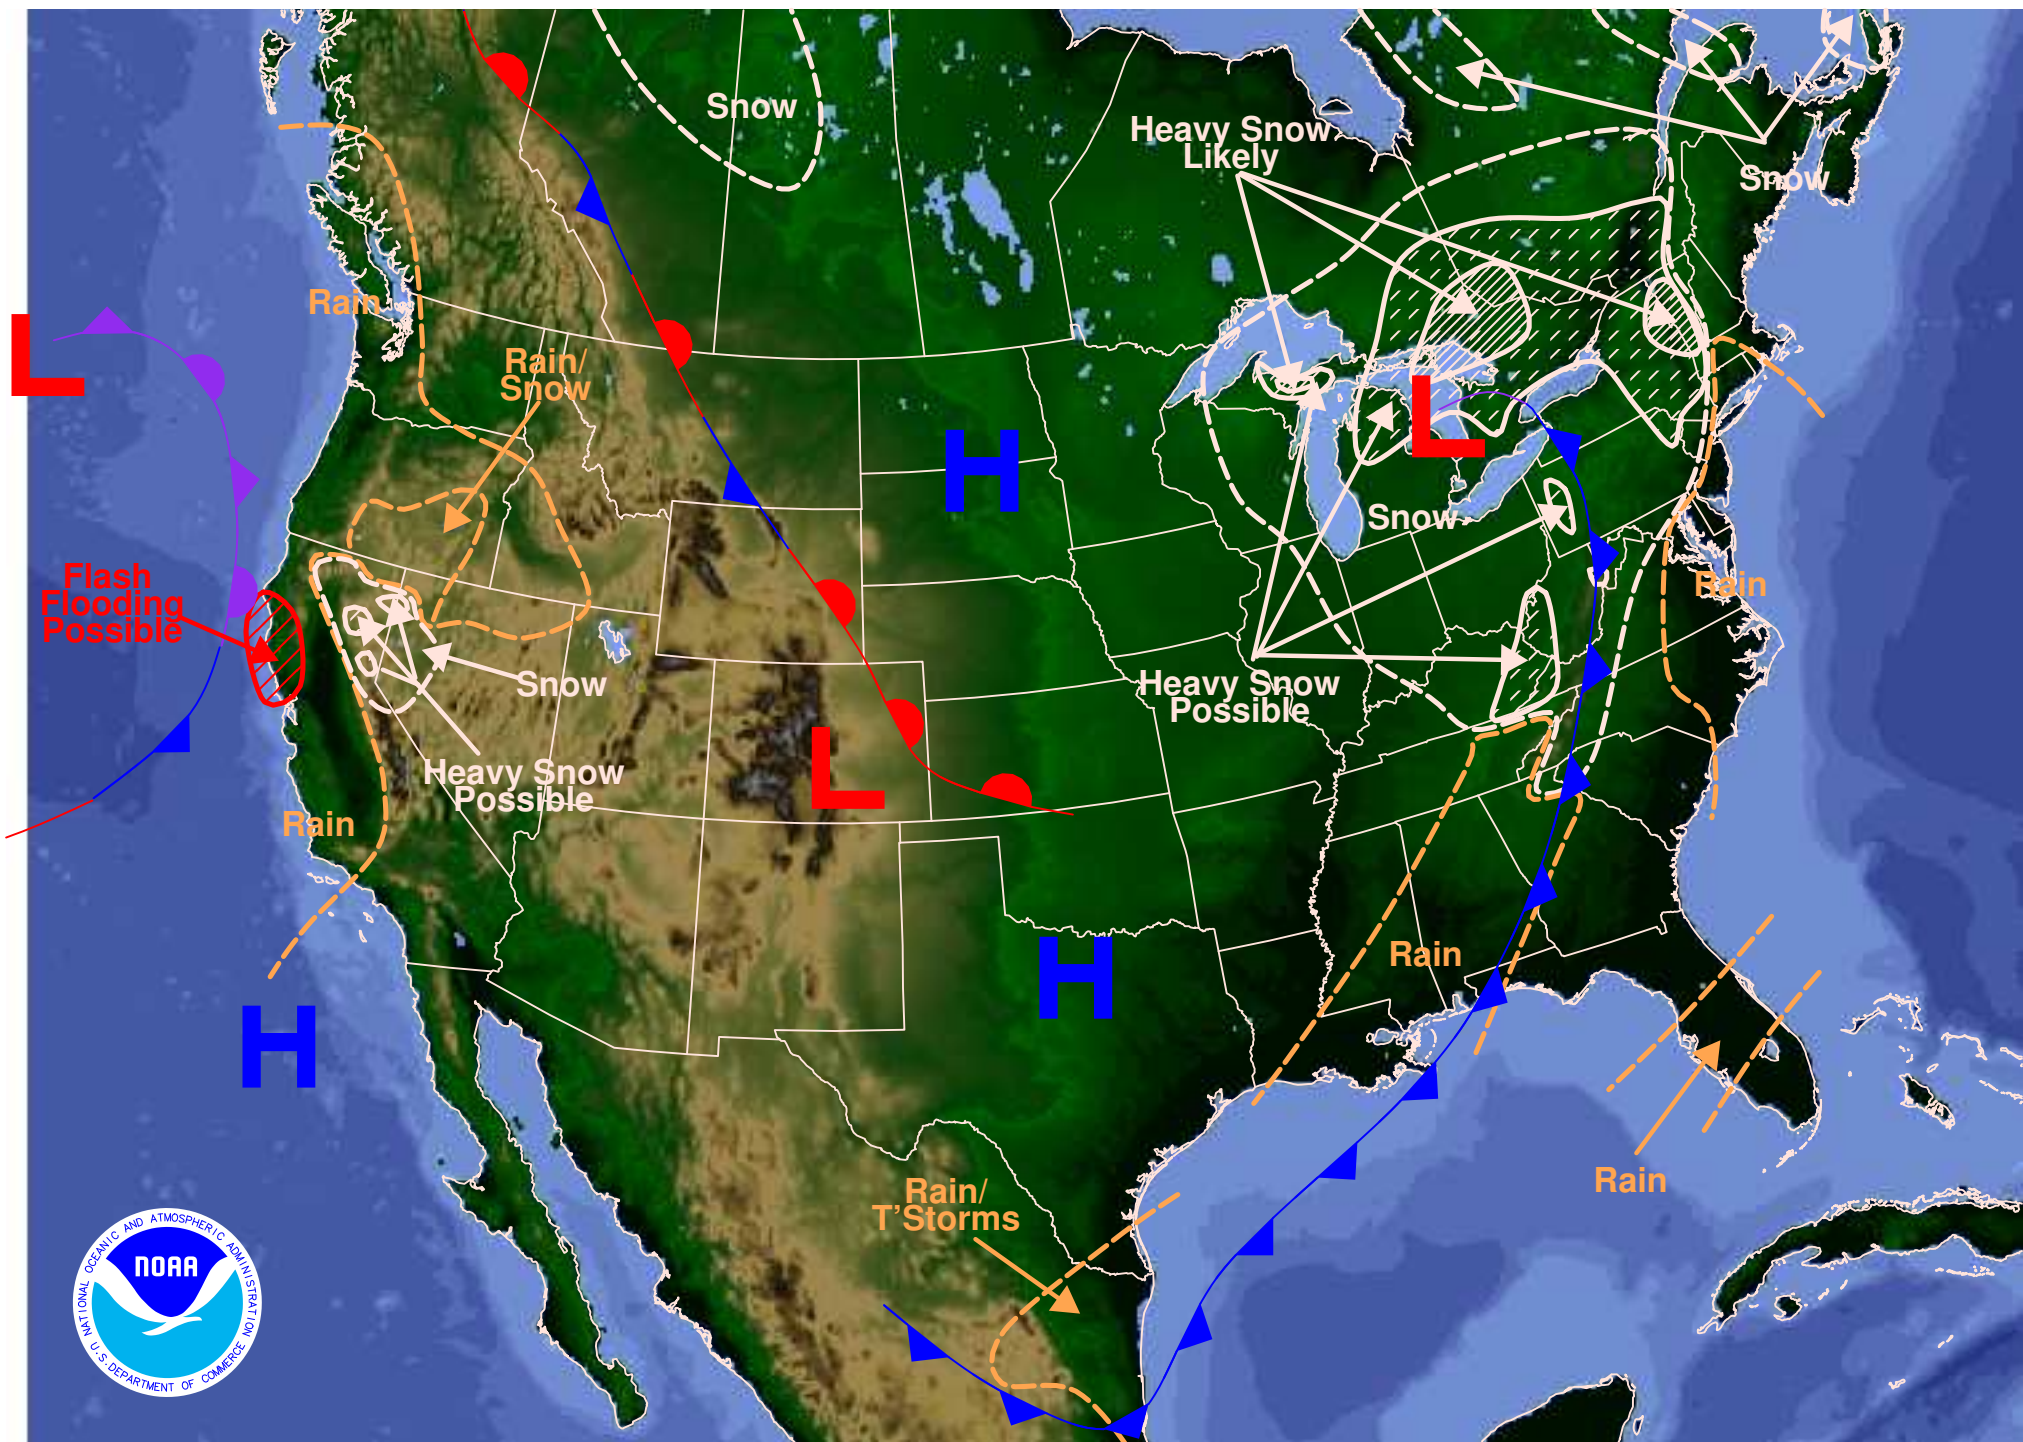 Snow
Heavy Snow
Likely
Snow
L
Rain
Rain/
Snow
H
L
Snow
Flash
Flooding
Possible
Rain
Snow
Heavy Snow
Possible
Heavy Snow
Possible
L
Rain
Rain
H
H
Rain/
T'Storms
Rain
NATIONAL OCEANIC AND ATMOSPHERIC ADMINISTRATION
NOAA
U.S. DEPARTMENT OF COMMERCE